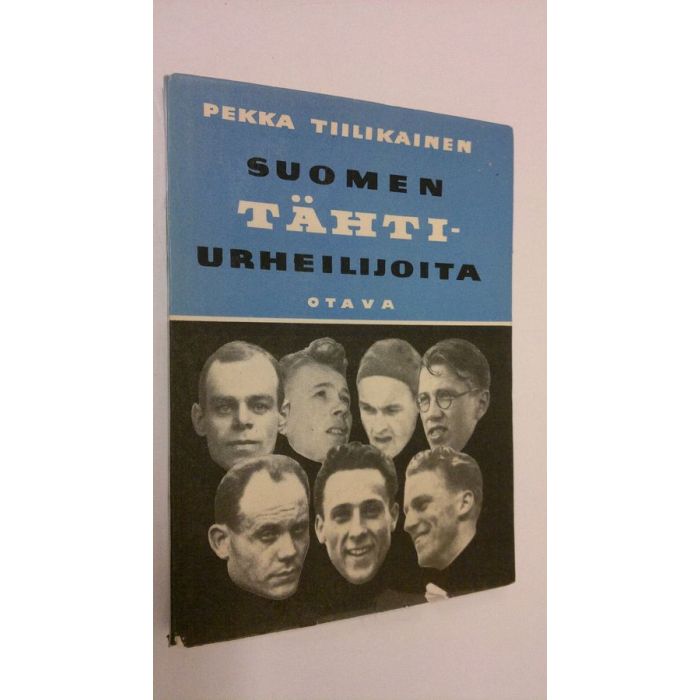 PEKKA TIILIKAINEN
SUOMEN
TÄHTI-
URHEILIJOITA
OTAVA